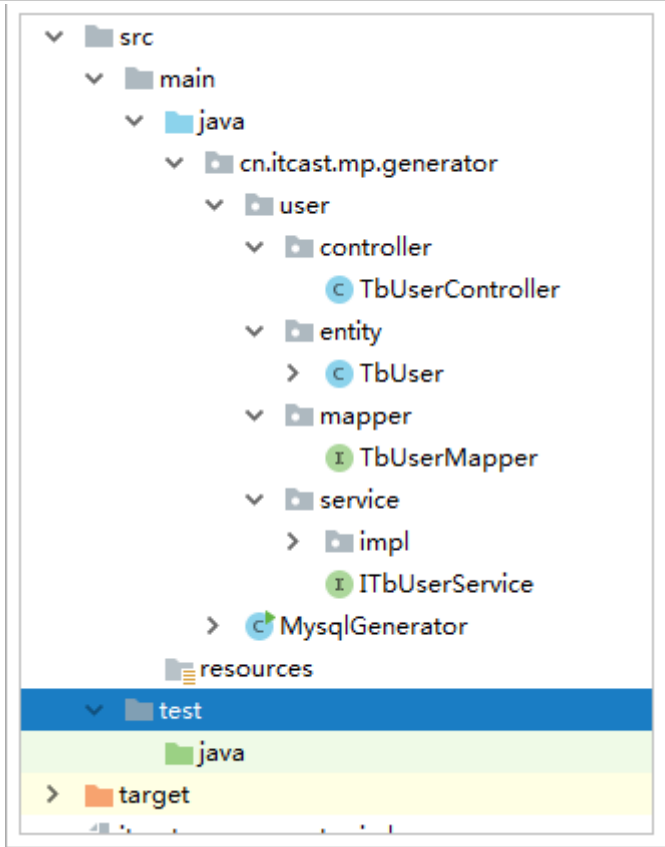 src
main
java
cn.itcast.mp.generator
user
controller
TbUserController
entity
TbUser
mapper
TbUserMapper
service
impl
ITbUserService
MysqlGenerator
resources
test
java
target